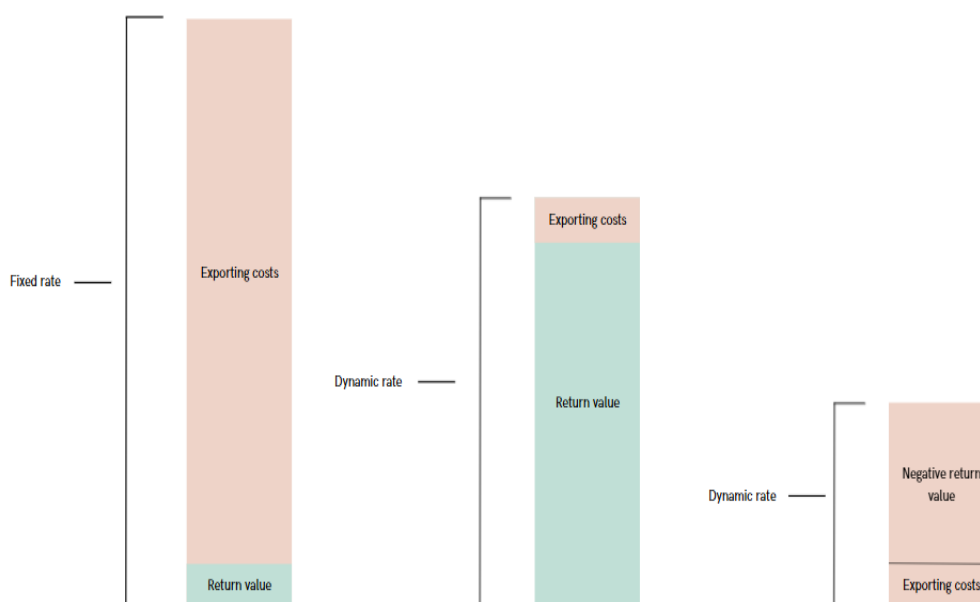 Fixed rate
Exporting costs
Return value
Dynamic rate
Exporting costs
Return value
Dynamic rate
Negative return
value
Exporting costs